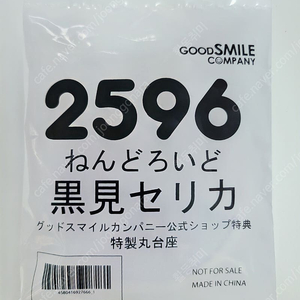 GOODSMILE
COMPANY
2596
ねんどろいど
黒見セリカ
グッドスマイルカンパニー公式ショップ特典
特製丸台座
NOT FOR SALE
MADE IN CHINA